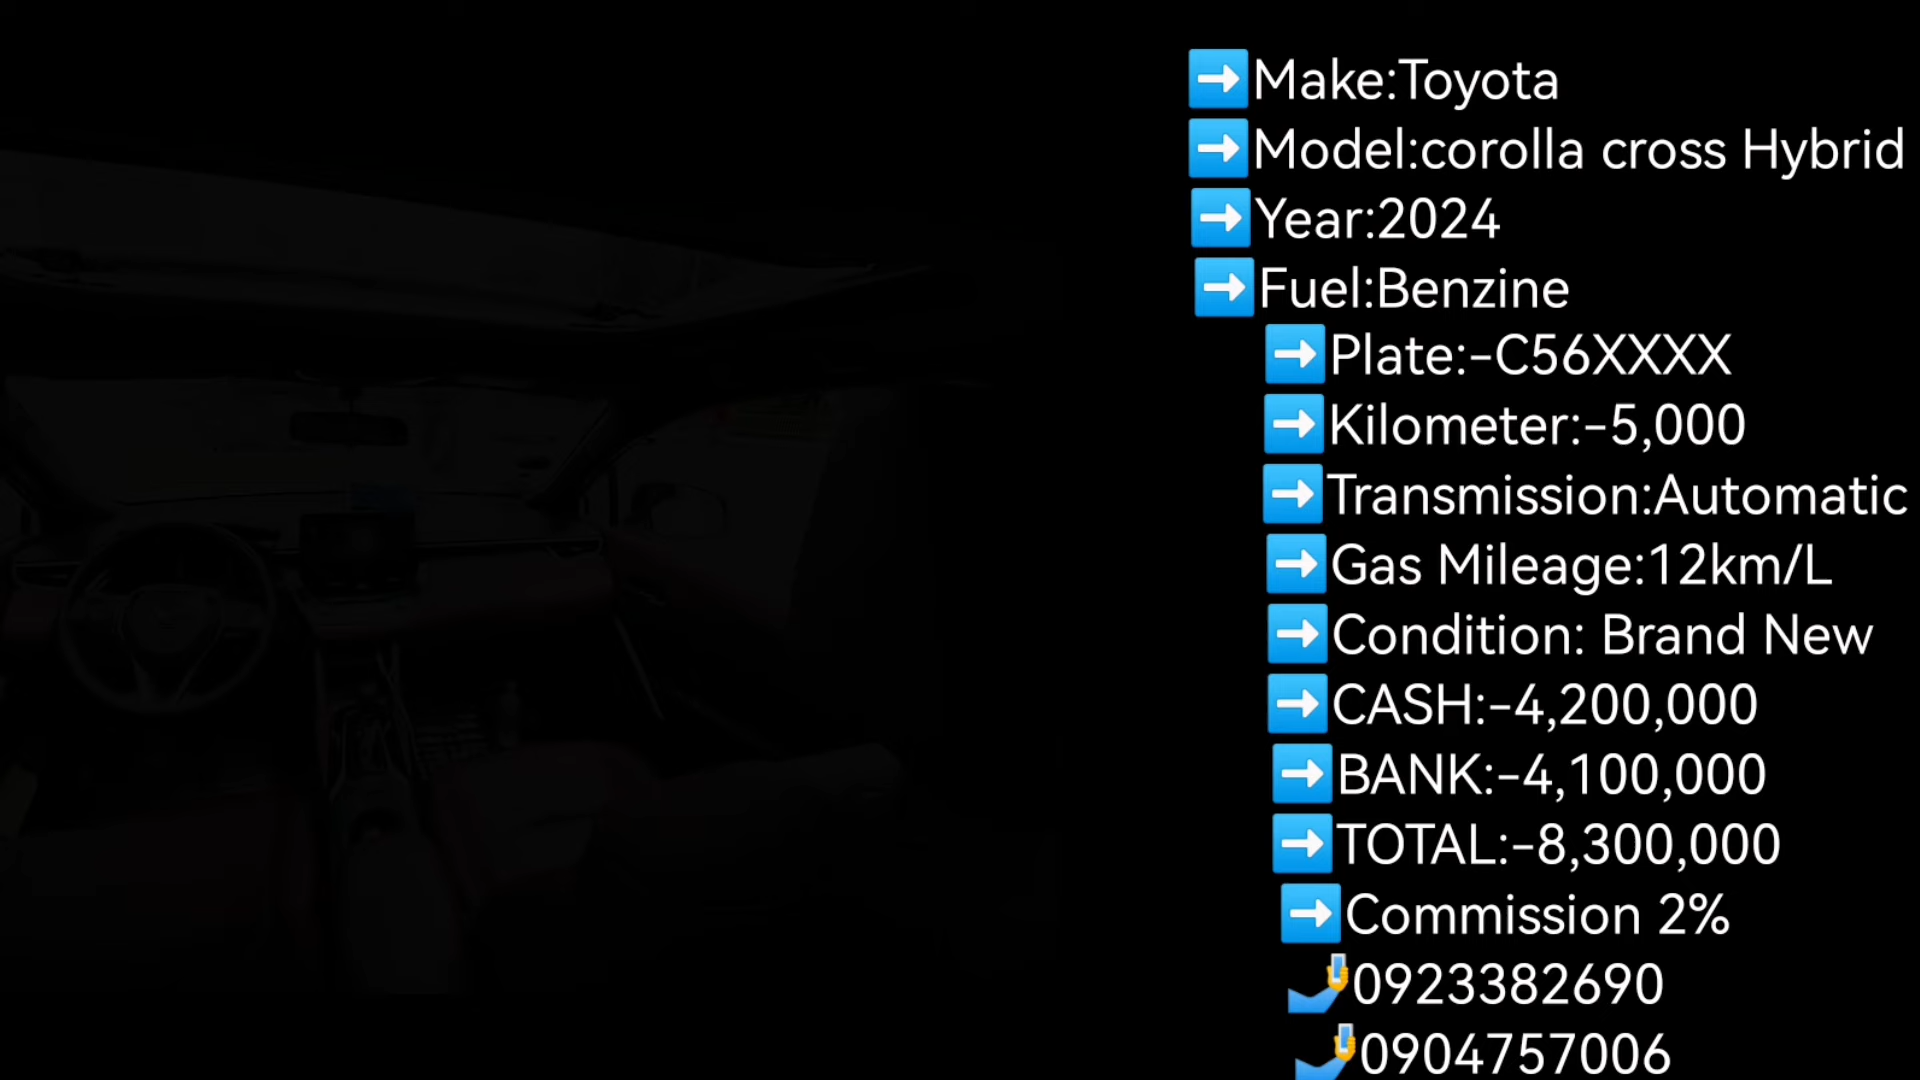 ➡Make:Toyota
➡Model:corolla cross Hybrid
➡Year:2024
➡Fuel:Benzine
➡Plate:-C56XXXX
➡Kilometer:-5,000
➡Transmission:Automatic
➡Gas Mileage:12km/L
➡Condition: Brand New
➡CASH:-4,200,000
➡BANK:-4,100,000
➡TOTAL:-8,300,000
➡Commission 2%
🤳0923382690
🤳0904757006